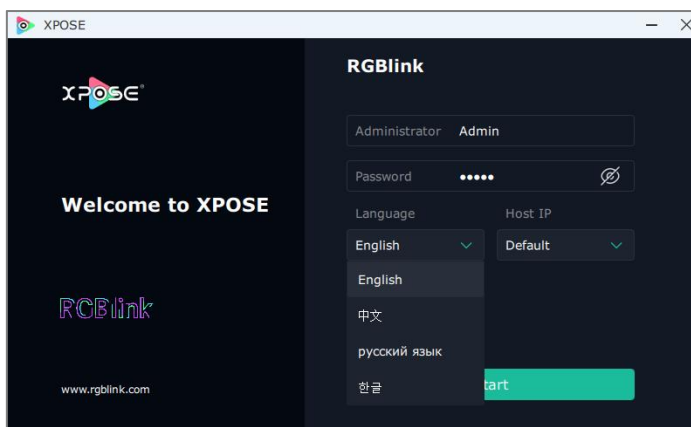 XPOSE
XPOSE
Welcome to XPOSE
RGBlink
www.rgblink.com
RGBlink
Administrator Admin
Password •••••
Language Host IP
English Default
English
中文
русский язык
한글